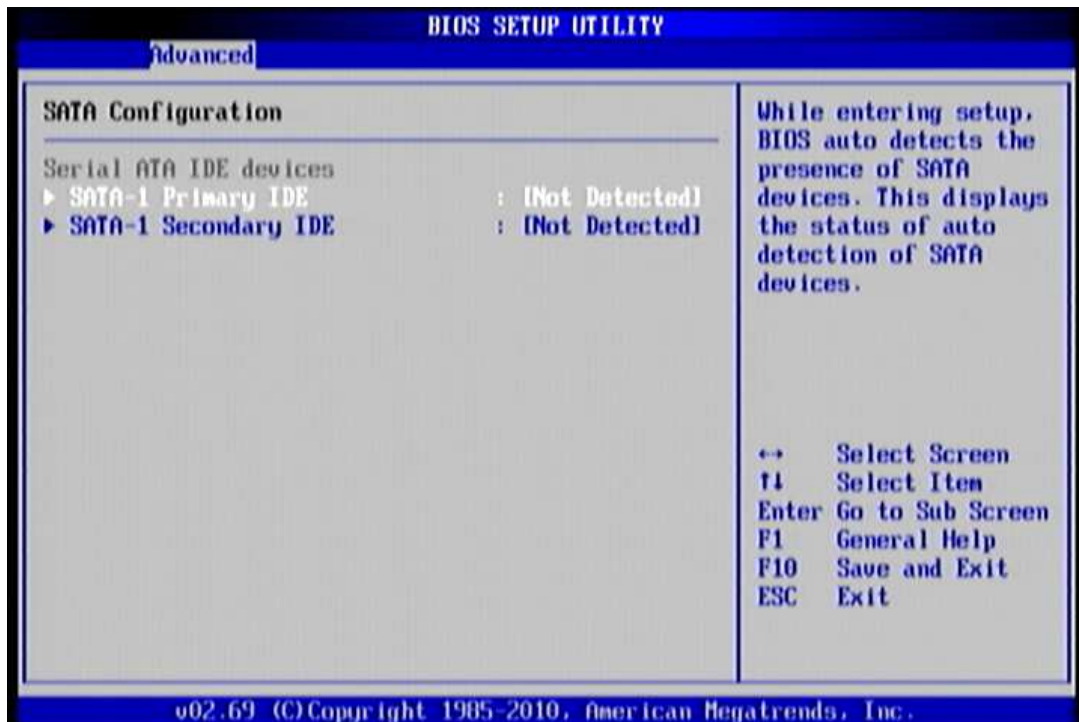 BIOS SETUP UTILITY
Advanced
SATA Configuration
Serial ATA IDE devices
▶ SATA-1 Primary IDE : [Not Detected]
▶ SATA-1 Secondary IDE : [Not Detected]
While entering setup,
BIOS auto detects the
presence of SATA
devices. This displays
the status of auto
detection of SATA
devices.
↔ Select Screen
↑↓ Select Item
Enter Go to Sub Screen
F1 General Help
F10 Save and Exit
ESC Exit
v02.69 (C)Copyright 1985-2010, American Megatrends, Inc.